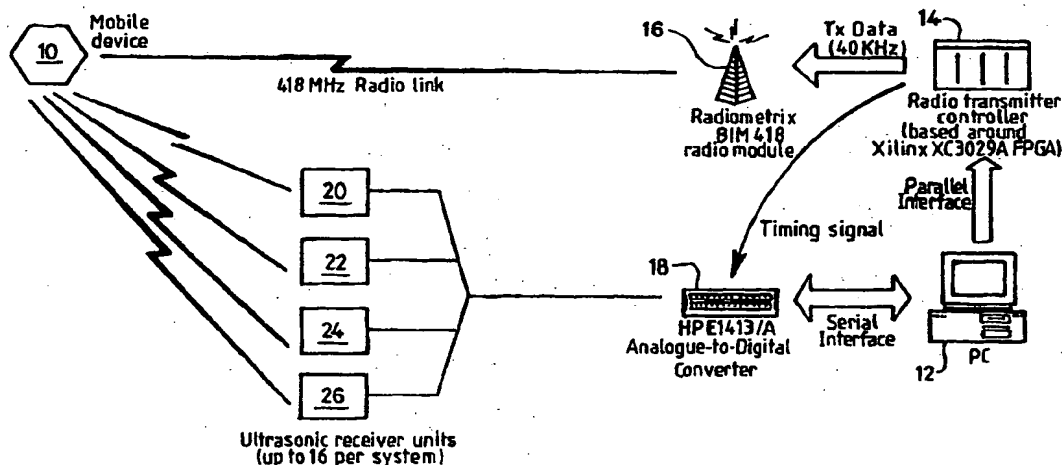 10
Mobile
device
418 MHz Radio link
16
Radiometrix
BIM 418
radio module
Tx Data
(40 KHz)
14
Radio transmitter
controller
(based around
Xilinx XC3029A FPGA)
Parallel
Interface
Timing signal
20
22
24
26
Ultrasonic receiver units
(up to 16 per system)
18
HPE1413/A
Analogue-to-Digital
Converter
Serial
Interface
12
PC